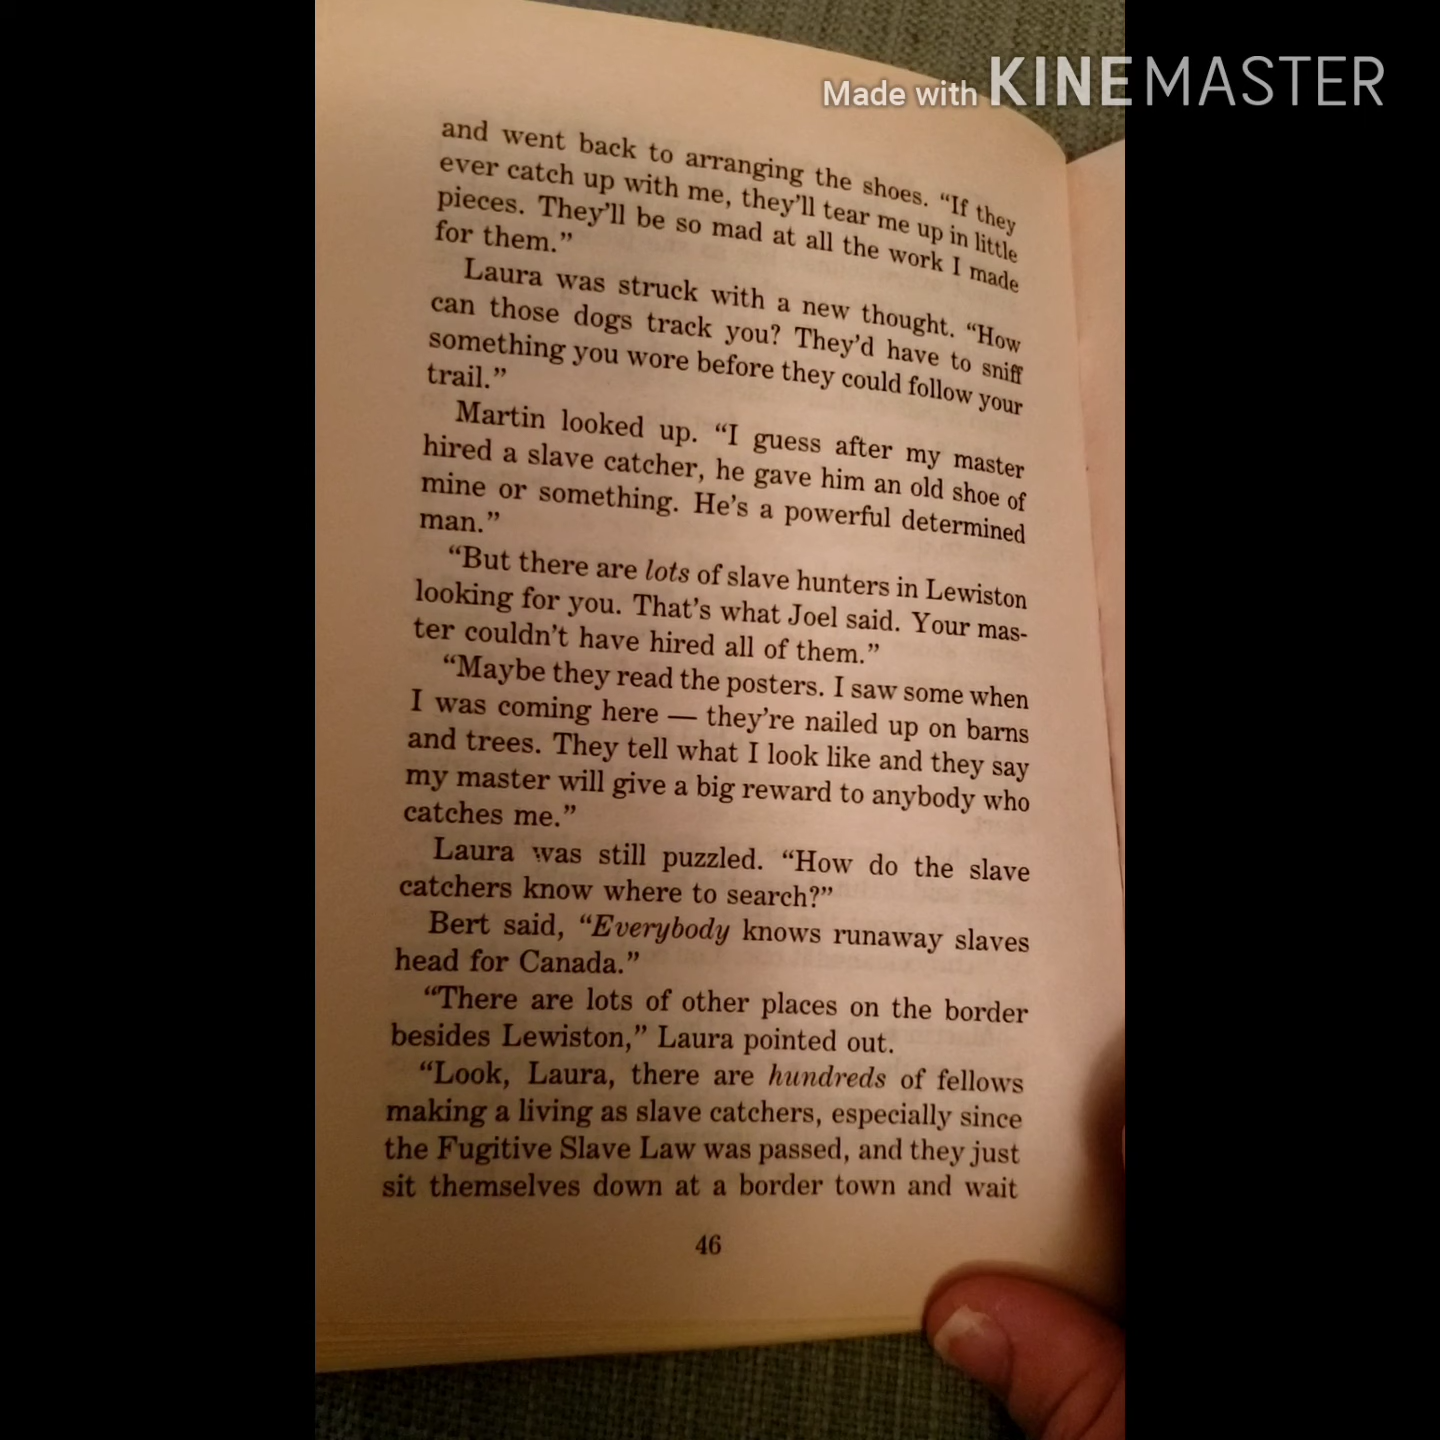 Made with KINEMASTER
and went back to arranging the shoes. “If they
ever catch up with me, they’ll tear me up in little
pieces. They’ll be so mad at all the work I made
for them.”
Laura was struck with a new thought. “How
can those dogs track you? They’d have to sniff
something you wore before they could follow your
trail.”
Martin looked up. “I guess after my master
hired a slave catcher, he gave him an old shoe of
mine or something. He’s a powerful determined
man.”
“But there are lots of slave hunters in Lewiston
looking for you. That’s what Joel said. Your mas-
ter couldn’t have hired all of them.”
“Maybe they read the posters. I saw some when
I was coming here — they’re nailed up on barns
and trees. They tell what I look like and they say
my master will give a big reward to anybody who
catches me.”
Laura was still puzzled. “How do the slave
catchers know where to search?”
Bert said, “Everybody knows runaway slaves
head for Canada.”
“There are lots of other places on the border
besides Lewiston,” Laura pointed out.
“Look, Laura, there are hundreds of fellows
making a living as slave catchers, especially since
the Fugitive Slave Law was passed, and they just
sit themselves down at a border town and wait
46